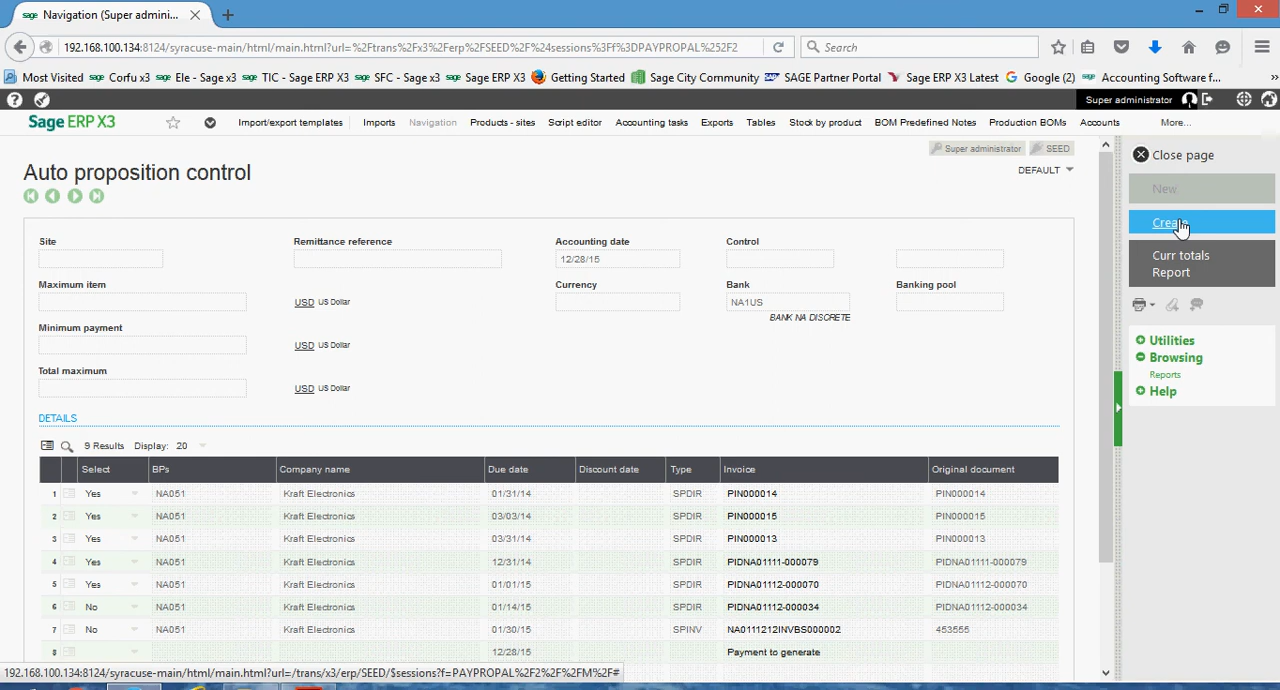 sage Navigation (Super admini...
192.168.100.134:8124/syracuse-main/html/main.html?url=%2Ftrans%2Fx3%2Ferp%2FSEED%2F%24sessions%3Ff%3DPAYPROPAL%252F2
Search
Most Visited sage Corfu x3 sage Ele - Sage x3 sage TIC - Sage ERP X3 sage SFC - Sage x3 sage Sage ERP X3 Getting Started Sage City Community SAP SAGE Partner Portal Sage ERP X3 Latest Google (2) sage Accounting Software f... »
Super administrator
Sage ERP X3 Import/export templates Imports Navigation Products - sites Script editor Accounting tasks Exports Tables Stock by product BOM Predefined Notes Production BOMs Accounts More...
Super administrator SEED
Close page
Auto proposition control
DEFAULT
New
Create
Curr totals
Report
Site Remittance reference Accounting date Control
12/28/15
Maximum item Currency Bank Banking pool
USD US Dollar NA1US
BANK NA DISCRETE
Minimum payment
USD US Dollar
Total maximum
USD US Dollar
Utilities
Browsing
Reports
Help
DETAILS
9 Results Display: 20
Select BPs Company name Due date Discount date Type Invoice Original document
1 Yes NA051 Kraft Electronics 01/31/14 SPDIR PIN000014 PIN000014
2 Yes NA051 Kraft Electronics 03/03/14 SPDIR PIN000015 PIN000015
3 Yes NA051 Kraft Electronics 03/31/14 SPDIR PIN000013 PIN000013
4 Yes NA051 Kraft Electronics 12/31/14 SPDIR PIDNA01111-000079 PIDNA01111-000079
5 Yes NA051 Kraft Electronics 01/01/15 SPDIR PIDNA01112-000070 PIDNA01112-000070
6 No NA051 Kraft Electronics 01/14/15 SPDIR PIDNA01112-000034 PIDNA01112-000034
7 No NA051 Kraft Electronics 01/30/15 SPINV NA0111212INVBS000002 453555
8 12/28/15 Payment to generate
192.168.100.134:8124/syracuse-main/html/main.html?url=/trans/x3/erp/SEED/$sessions?f=PAYPROPAL%2F2%2F%2FM%2F#